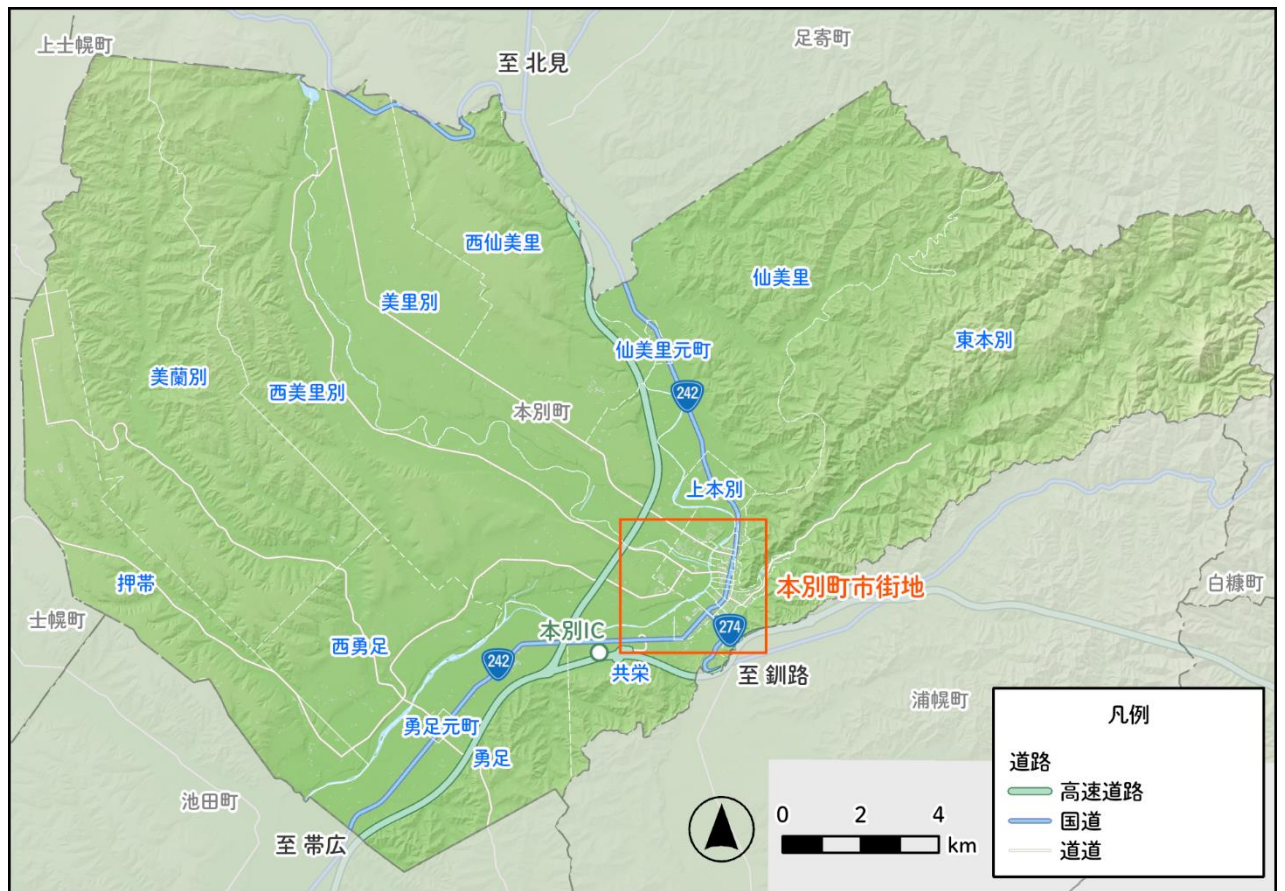 上士幌町
足寄町
至 北見
西仙美里
仙美里
美里別
東本別
仙美里元町
美蘭別
西美里別
242
本別町
上本別
押帯
本別町市街地
白糠町
士幌町
本別IC
274
西勇足
242
共栄
至 釧路
浦幌町
勇足元町
勇足
池田町
至 帯広
0 2 4
km
凡例
道路
高速道路
国道
道道